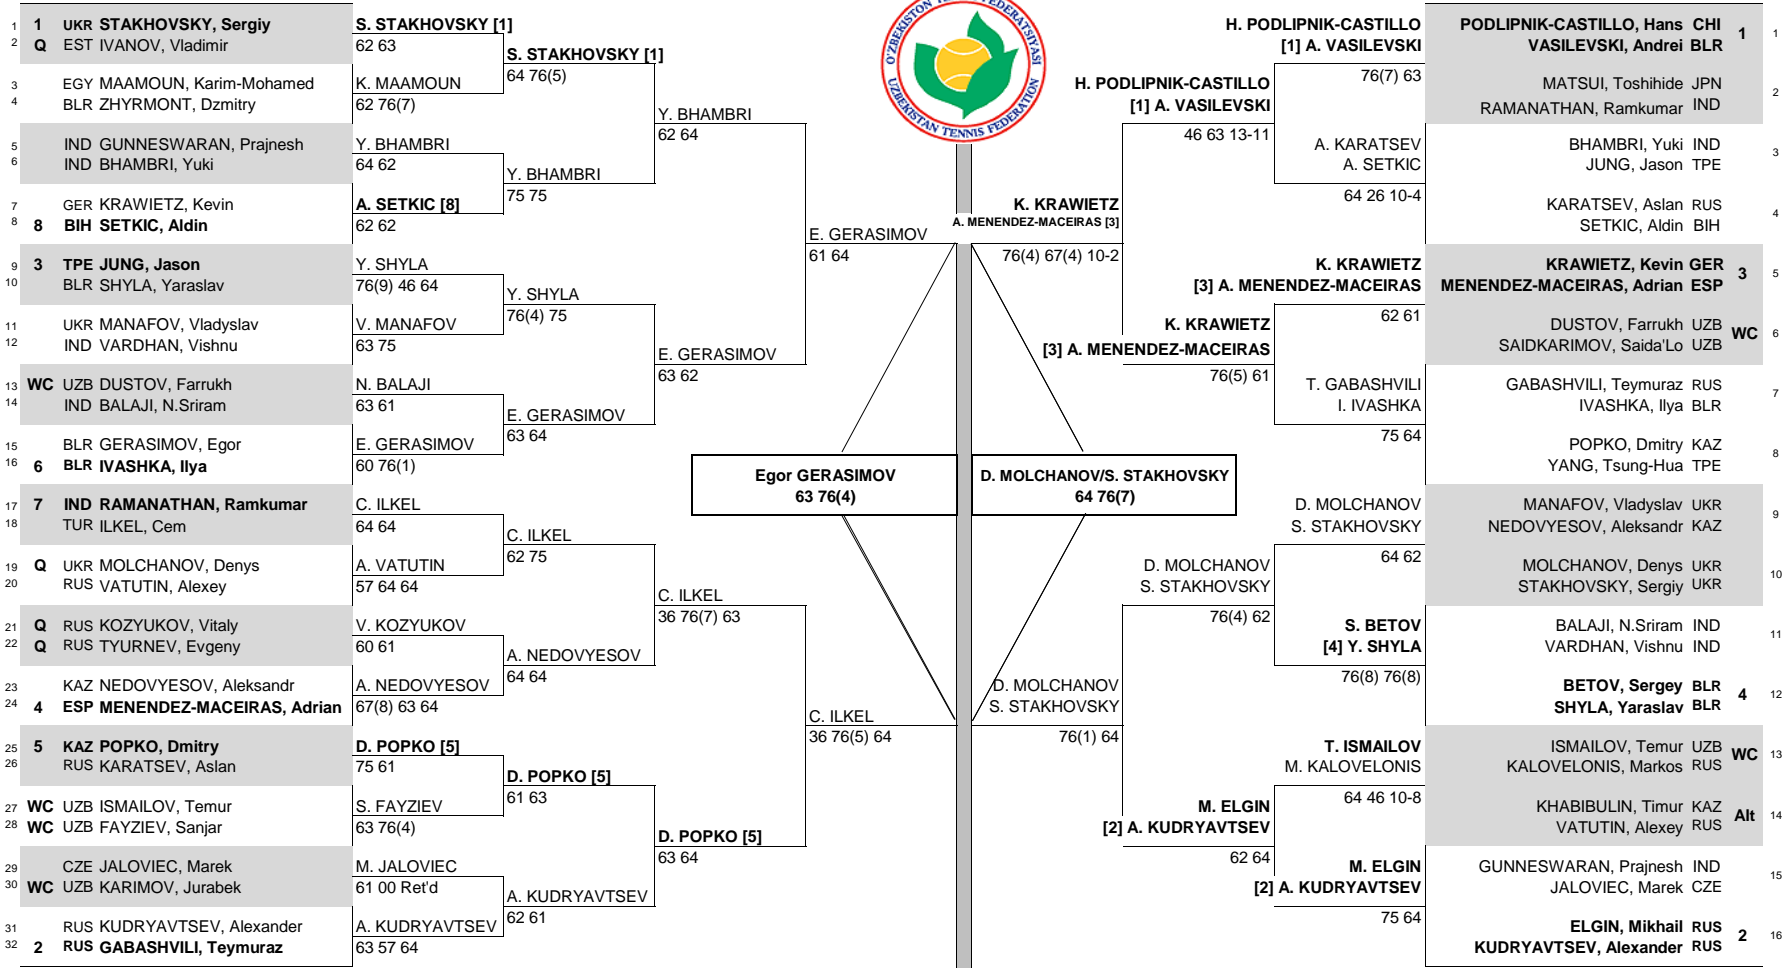 O'ZBEKISTON TENNIS FEDERATSIYASI
UZBEKISTAN TENNIS FEDERATION
1 1 UKR STAKHOVSKY, Sergiy
2 Q EST IVANOV, Vladimir
3 EGY MAAMOUN, Karim-Mohamed
4 BLR ZHYRMONT, Dzmitry
5 IND GUNNESWARAN, Prajnesh
6 IND BHAMBRI, Yuki
7 GER KRAWIETZ, Kevin
8 8 BIH SETKIC, Aldin
9 3 TPE JUNG, Jason
10 BLR SHYLA, Yaraslav
11 UKR MANAFOV, Vladyslav
12 IND VARDHAN, Vishnu
13 WC UZB DUSTOV, Farrukh
14 IND BALAJI, N.Sriram
15 BLR GERASIMOV, Egor
16 6 BLR IVASHKA, Ilya
17 7 IND RAMANATHAN, Ramkumar
18 TUR ILKEL, Cem
19 Q UKR MOLCHANOV, Denys
20 RUS VATUTIN, Alexey
21 Q RUS KOZYUKOV, Vitaly
22 Q RUS TYURNEV, Evgeny
23 KAZ NEDOVYESOV, Aleksandr
24 4 ESP MENENDEZ-MACEIRAS, Adrian
25 5 KAZ POPKO, Dmitry
26 RUS KARATSEV, Aslan
27 WC UZB ISMAILOV, Temur
28 WC UZB FAYZIEV, Sanjar
29 CZE JALOVIEC, Marek
30 WC UZB KARIMOV, Jurabek
31 RUS KUDRYAVTSEV, Alexander
32 2 RUS GABASHVILI, Teymuraz
S. STAKHOVSKY [1]
62 63
K. MAAMOUN
62 76(7)
Y. BHAMBRI
64 62
A. SETKIC [8]
62 62
Y. SHYLA
76(9) 46 64
V. MANAFOV
63 75
N. BALAJI
63 61
E. GERASIMOV
60 76(1)
C. ILKEL
64 64
A. VATUTIN
57 64 64
V. KOZYUKOV
60 61
A. NEDOVYESOV
67(8) 63 64
D. POPKO [5]
75 61
S. FAYZIEV
63 76(4)
M. JALOVIEC
61 00 Ret'd
A. KUDRYAVTSEV
63 57 64
S. STAKHOVSKY [1]
64 76(5)
Y. BHAMBRI
75 75
Y. SHYLA
76(4) 75
E. GERASIMOV
63 64
C. ILKEL
62 75
A. NEDOVYESOV
64 64
D. POPKO [5]
61 63
A. KUDRYAVTSEV
62 61
Y. BHAMBRI
62 64
E. GERASIMOV
63 62
C. ILKEL
36 76(7) 63
D. POPKO [5]
63 64
E. GERASIMOV
61 64
C. ILKEL
36 76(5) 64
Egor GERASIMOV
63 76(4)
D. MOLCHANOV/S. STAKHOVSKY
64 76(7)
K. KRAWIETZ
A. MENENDEZ-MACEIRAS [3]
76(4) 67(4) 10-2
D. MOLCHANOV
S. STAKHOVSKY
76(1) 64
H. PODLIPNIK-CASTILLO
[1] A. VASILEVSKI
46 63 13-11
K. KRAWIETZ
[3] A. MENENDEZ-MACEIRAS
76(5) 61
D. MOLCHANOV
S. STAKHOVSKY
76(4) 62
M. ELGIN
[2] A. KUDRYAVTSEV
62 64
H. PODLIPNIK-CASTILLO
[1] A. VASILEVSKI
76(7) 63
A. KARATSEV
A. SETKIC
64 26 10-4
K. KRAWIETZ
[3] A. MENENDEZ-MACEIRAS
62 61
T. GABASHVILI
I. IVASHKA
75 64
D. MOLCHANOV
S. STAKHOVSKY
64 62
S. BETOV
[4] Y. SHYLA
76(8) 76(8)
T. ISMAILOV
M. KALOVELONIS
64 46 10-8
M. ELGIN
[2] A. KUDRYAVTSEV
75 64
PODLIPNIK-CASTILLO, Hans CHI
1 1
VASILEVSKI, Andrei BLR
MATSUI, Toshihide JPN
2
RAMANATHAN, Ramkumar IND
BHAMBRI, Yuki IND
3
JUNG, Jason TPE
KARATSEV, Aslan RUS
4
SETKIC, Aldin BIH
KRAWIETZ, Kevin GER
3 5
MENENDEZ-MACEIRAS, Adrian ESP
DUSTOV, Farrukh UZB
WC 6
SAIDKARIMOV, Saida'Lo UZB
GABASHVILI, Teymuraz RUS
7
IVASHKA, Ilya BLR
POPKO, Dmitry KAZ
8
YANG, Tsung-Hua TPE
MANAFOV, Vladyslav UKR
9
NEDOVYESOV, Aleksandr KAZ
MOLCHANOV, Denys UKR
10
STAKHOVSKY, Sergiy UKR
BALAJI, N.Sriram IND
11
VARDHAN, Vishnu IND
BETOV, Sergey BLR
4 12
SHYLA, Yaraslav BLR
ISMAILOV, Temur UZB
WC 13
KALOVELONIS, Markos RUS
KHABIBULIN, Timur KAZ
Alt 14
VATUTIN, Alexey RUS
GUNNESWARAN, Prajnesh IND
15
JALOVIEC, Marek CZE
ELGIN, Mikhail RUS
2 16
KUDRYAVTSEV, Alexander RUS